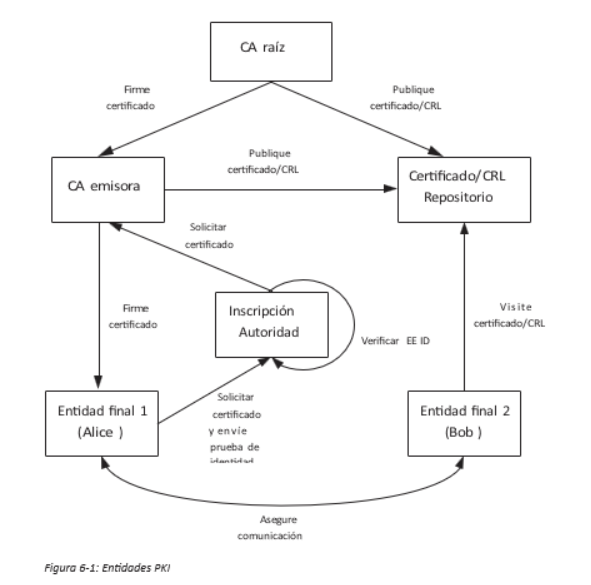 CA raíz
Firme
certificado
Publique
certificado/CRL
Publique
certificado/CRL
CA emisora
Certificado/CRL
Repositorio
Solicitar
certificado
Inscripción
Autoridad
Firme
certificado
Visite
certificado/CRL
Verificar EE ID
Entidad final 1
(Alice )
Solicitar
certificado
y envíe
prueba de
identidad
Entidad final 2
(Bob )
Asegure
comunicación
Figura 6-1: Entidades PKI